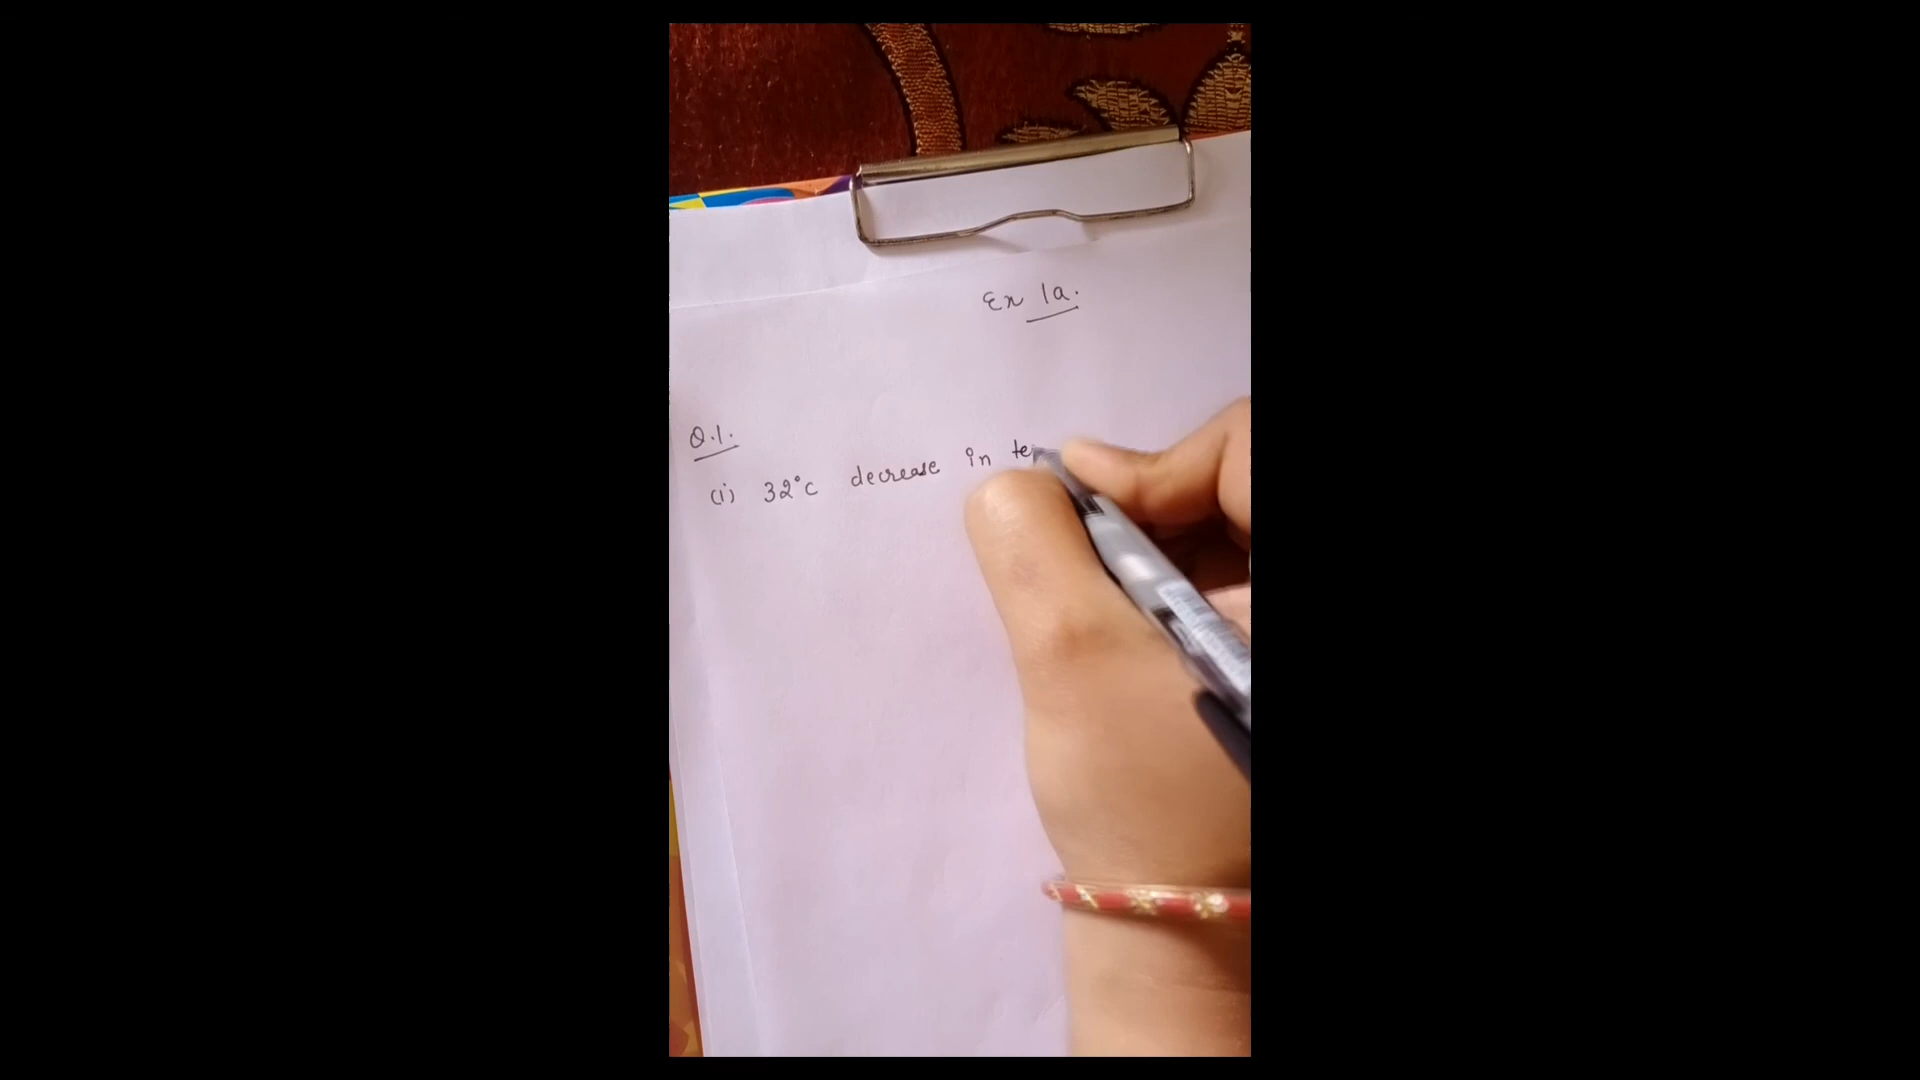 Ex 1a.
Q.1.
(i) 32°c decrease in te